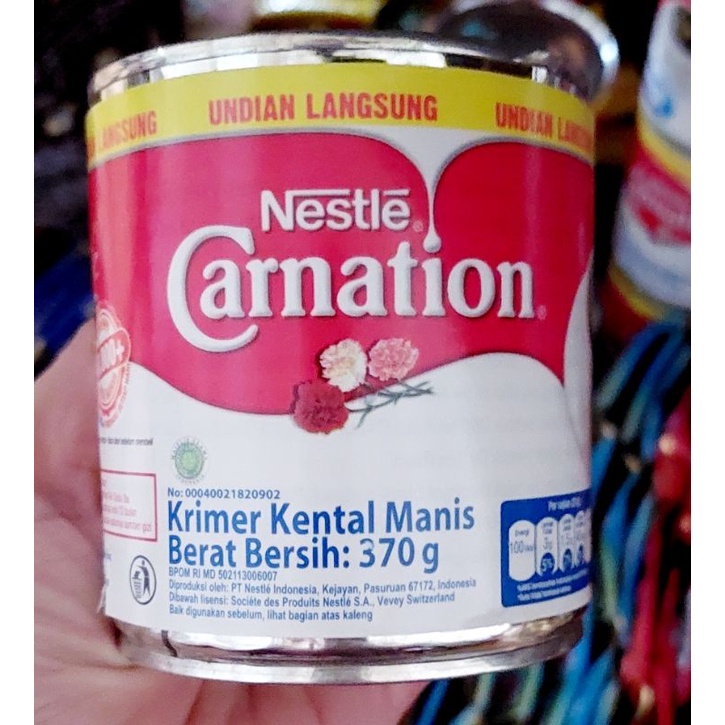 UNDIAN LANGSUNG
Nestlé
Carnation
No: 00040021820902
Krimer Kental Manis
Berat Bersih: 370 g
BPOM RI MD 502113006007
Diproduksi oleh: PT Nestlé Indonesia, Kejayan, Pasuruan 67172, Indonesia
Dibawah lisensi: Société des Produits Nestlé S.A., Vevey Switzerland
Baik digunakan sebelum, lihat bagian atas kaleng
Energi